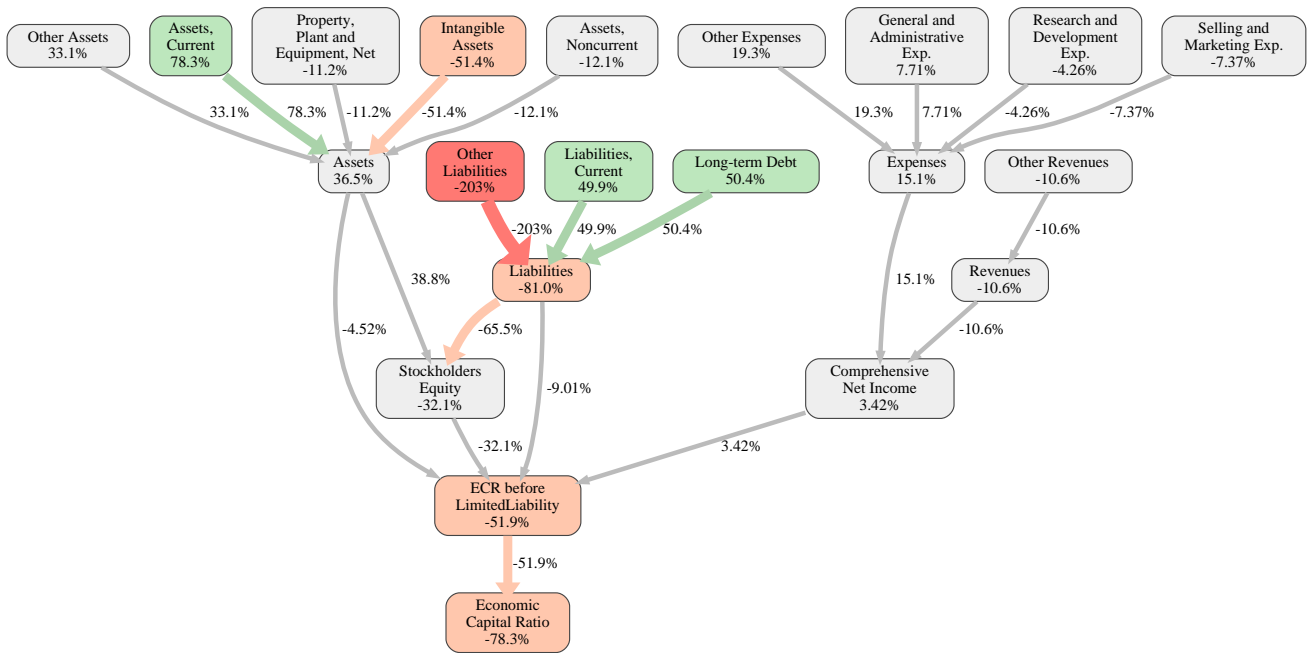 Other Assets
33.1%
Assets,
Current
78.3%
Property,
Plant and
Equipment, Net
-11.2%
Intangible
Assets
-51.4%
Assets,
Noncurrent
-12.1%
Other Expenses
19.3%
General and
Administrative
Exp.
7.71%
Research and
Development
Exp.
-4.26%
Selling and
Marketing Exp.
-7.37%
33.1%
78.3%
-11.2%
-51.4%
-12.1%
19.3%
7.71%
-4.26%
-7.37%
Assets
36.5%
Other
Liabilities
-203%
Liabilities,
Current
49.9%
Long-term Debt
50.4%
Expenses
15.1%
Other Revenues
-10.6%
-203%
49.9%
50.4%
-10.6%
Liabilities
-81.0%
Revenues
-10.6%
38.8%
15.1%
-4.52%
-65.5%
-10.6%
Stockholders
Equity
-32.1%
-9.01%
Comprehensive
Net Income
3.42%
-32.1%
3.42%
ECR before
LimitedLiability
-51.9%
-51.9%
Economic
Capital Ratio
-78.3%